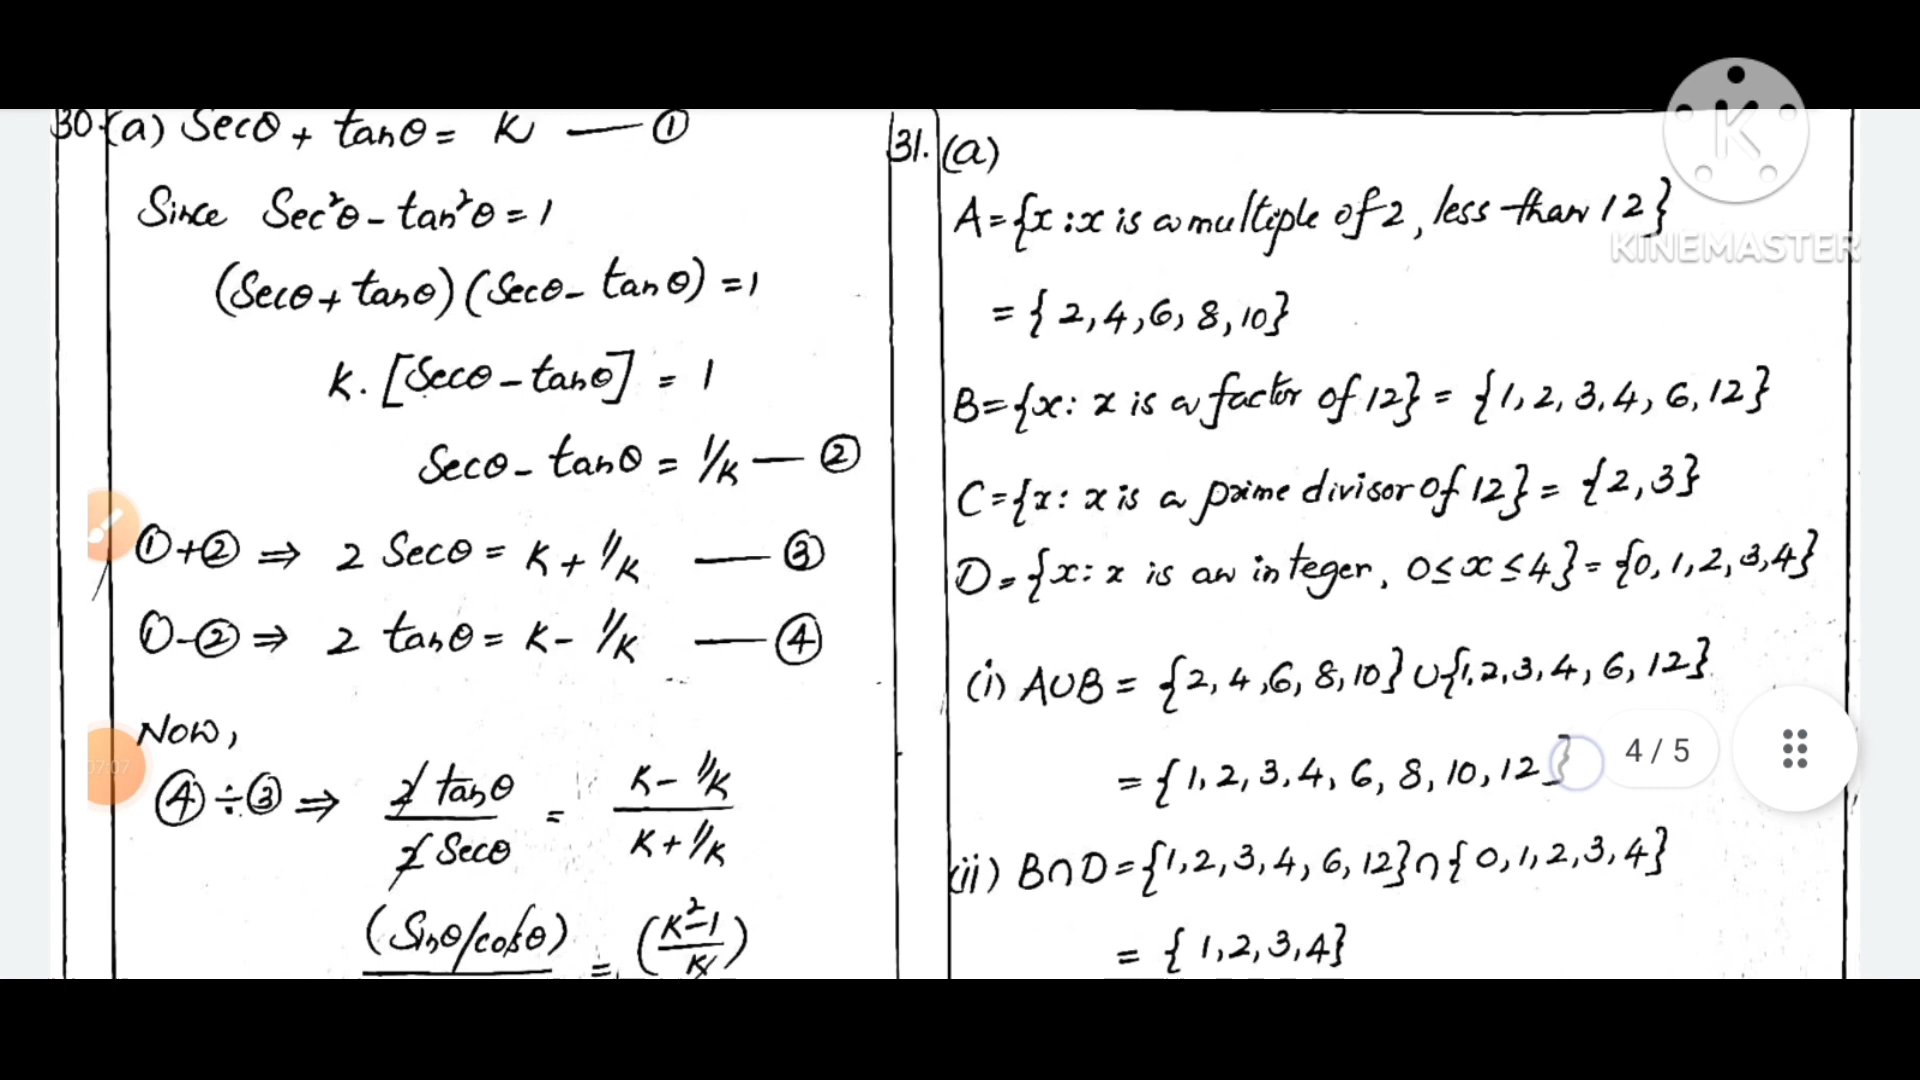 30. (a) Secθ + tanθ = K — ①
Since Sec²θ - tan²θ = 1
(Secθ + tanθ) (Secθ - tanθ) = 1
K. [Secθ - tanθ] = 1
Secθ - tanθ = 1/K — ②
①+② ⇒ 2 Secθ = K + 1/K — ③
①-② ⇒ 2 tanθ = K - 1/K — ④
Now,
④ ÷ ③ ⇒ 2 tanθ / 2 Secθ = K - 1/K / K + 1/K
(Sinθ/cosθ) = (K²-1 / K)
31. (a)
A = {x : x is a multiple of 2, less than 12}
= { 2, 4, 6, 8, 10}
B = {x: x is a factor of 12} = {1, 2, 3, 4, 6, 12}
C = {x: x is a prime divisor of 12} = {2, 3}
D = {x: x is an integer, 0 ≤ x ≤ 4} = {0, 1, 2, 3, 4}
(i) A∪B = {2, 4, 6, 8, 10} ∪ {1, 2, 3, 4, 6, 12}
= { 1, 2, 3, 4, 6, 8, 10, 12 }
(ii) B∩D = {1, 2, 3, 4, 6, 12} ∩ { 0, 1, 2, 3, 4}
= { 1, 2, 3, 4}
K
KINEMASTER
4 / 5
07:07